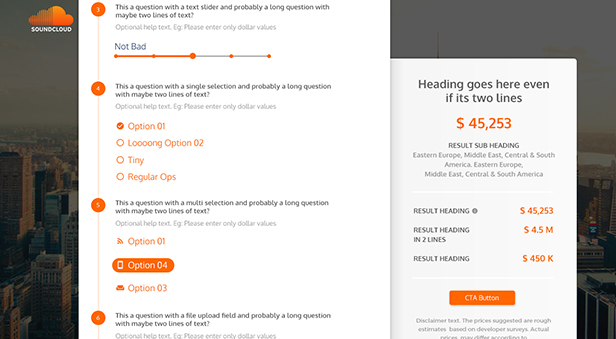 SOUNDCLOUD
3
This a question with a text slider and probably a long question
with maybe two lines of text?
Optional help text. Eg: Please enter only dollar values
Not Bad
4
This a question with a single selection and probably a long question
with maybe two lines of text?
Optional help text. Eg: Please enter only dollar values
Option 01
Loooong Option 02
Tiny
Regular Ops
5
This a question with a multi selection and probably a long question
with maybe two lines of text?
Optional help text. Eg: Please enter only dollar values
Option 01
Option 04
Option 03
6
This a question with a file upload field and probably a long question
with maybe two lines of text?
Optional help text. Eg: Please enter only dollar values
Heading goes here even
if its two lines
$ 45,253
RESULT SUB HEADING
Eastern Europe, Middle East, Central & South
America. Eastern Europe,
Middle East, Central & South America
RESULT HEADING $ 45,253
RESULT HEADING
IN 2 LINES $ 4.5 M
RESULT HEADING $ 450 K
CTA Button
Disclaimer text. The prices suggested are rough
estimates based on developer surveys. Actual
prices, may differ according to